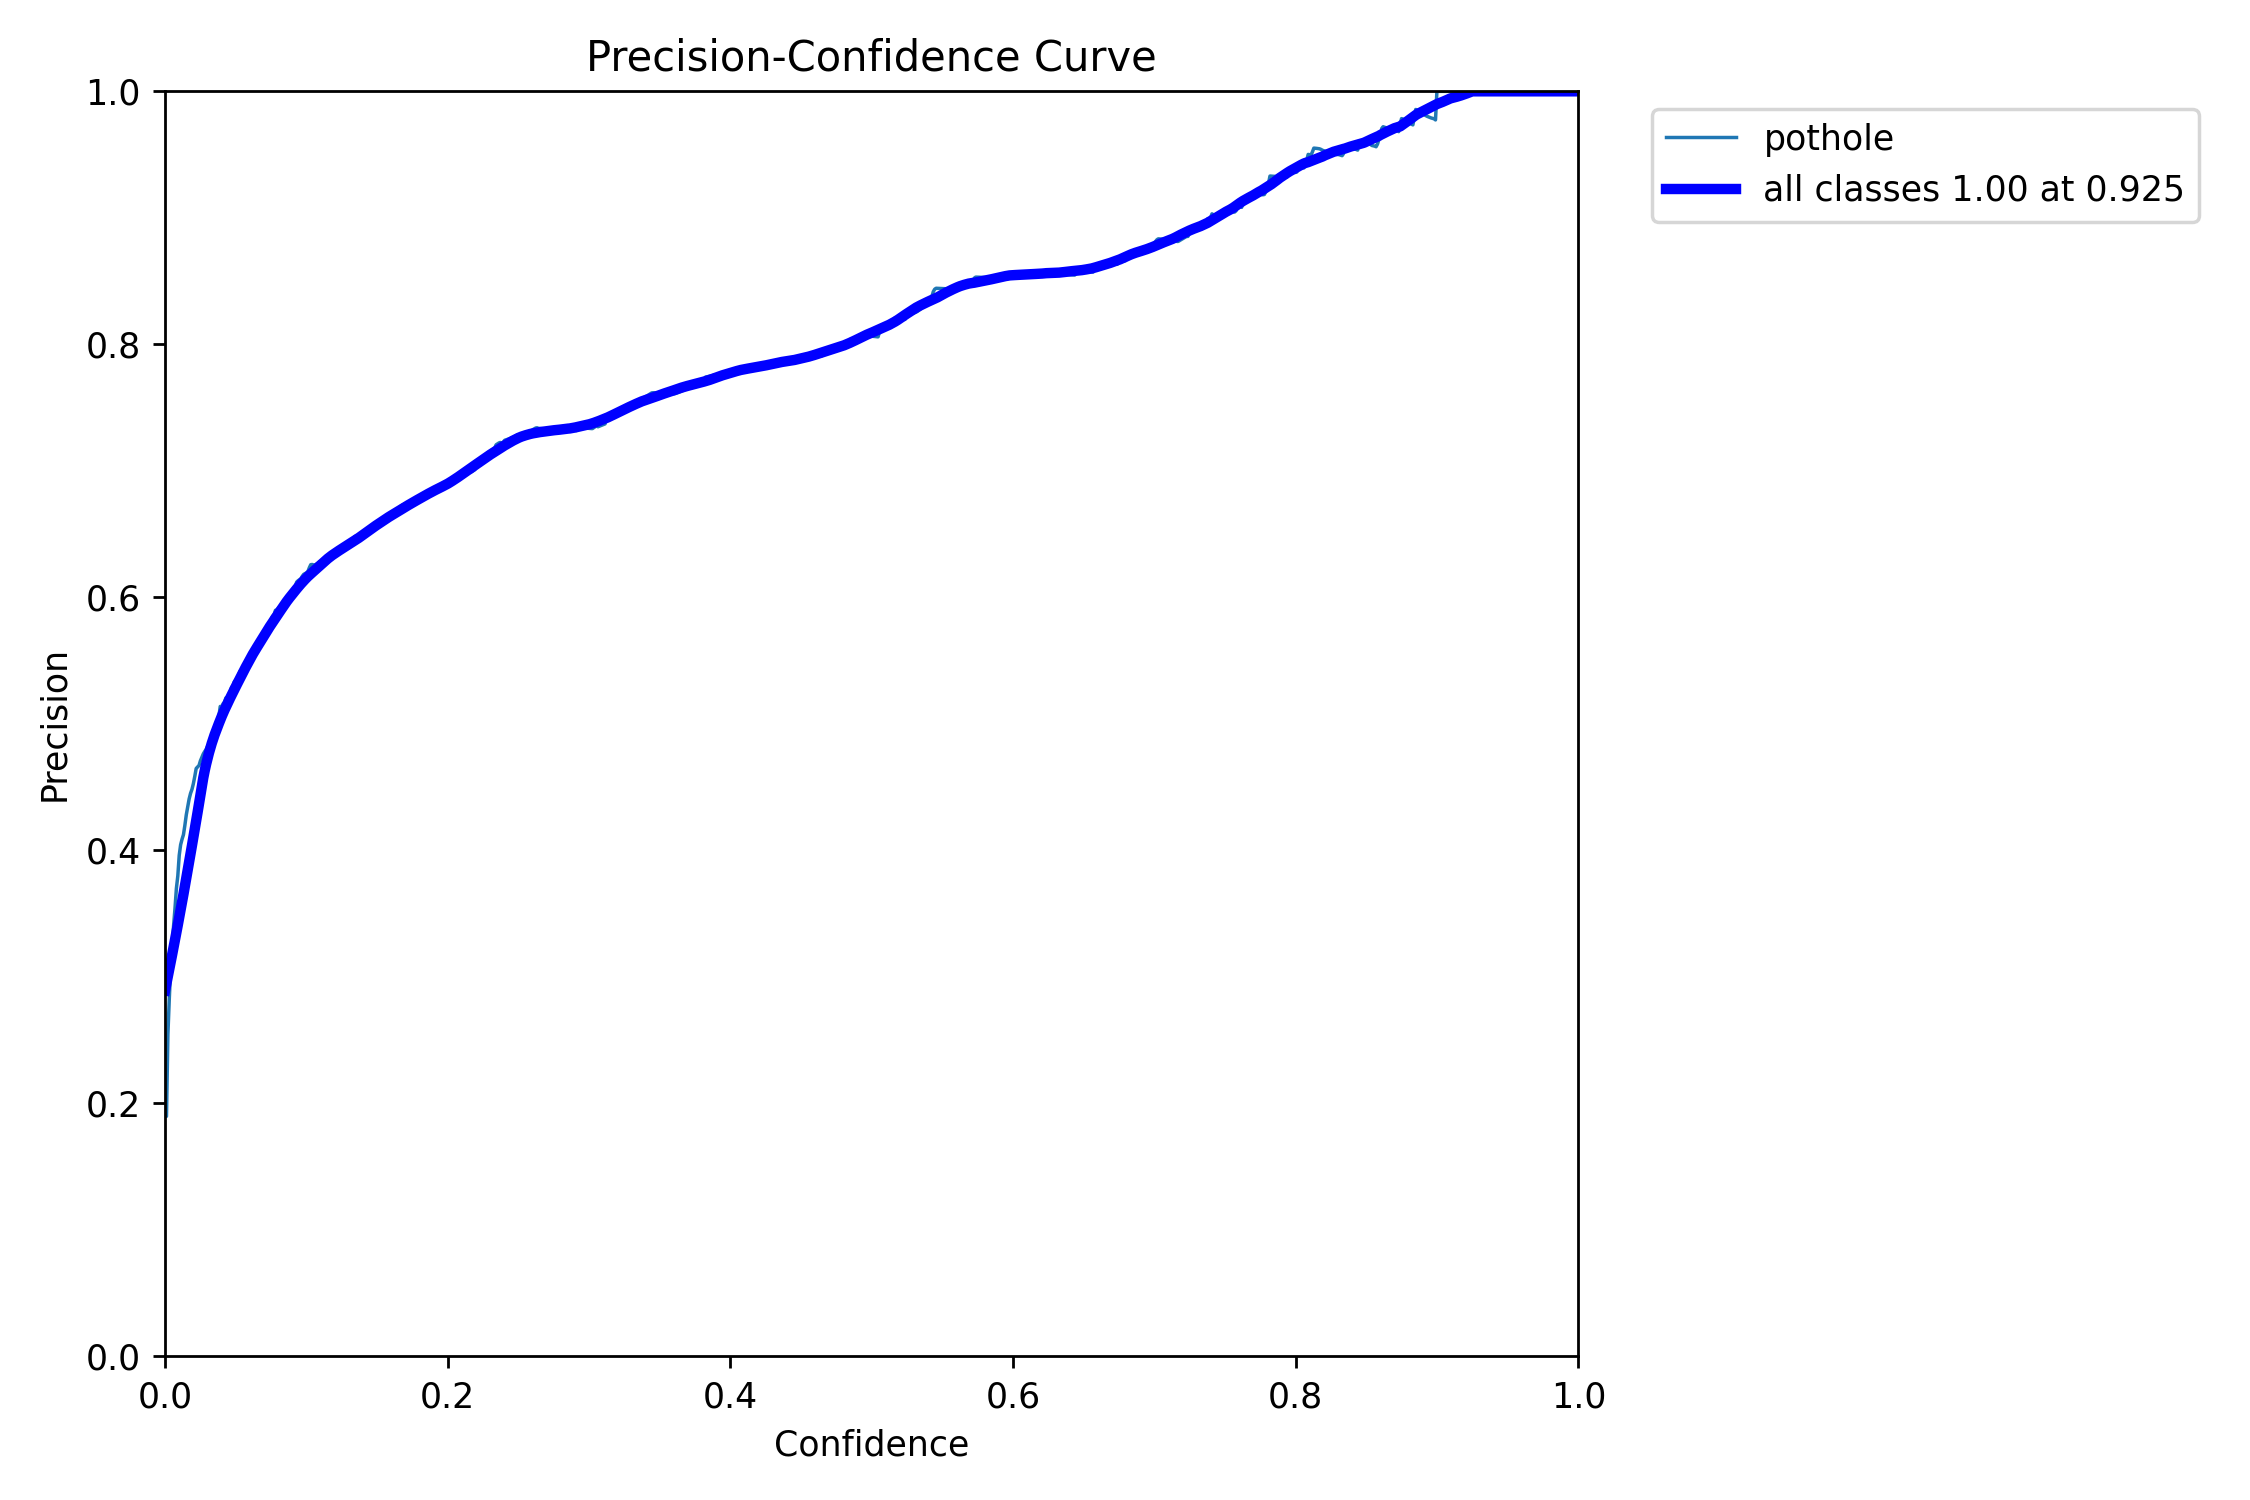 Precision-Confidence Curve
1.0
0.8
0.6
0.4
0.2
0.0
Precision
0.0 0.2 0.4 0.6 0.8 1.0
Confidence
pothole
all classes 1.00 at 0.925